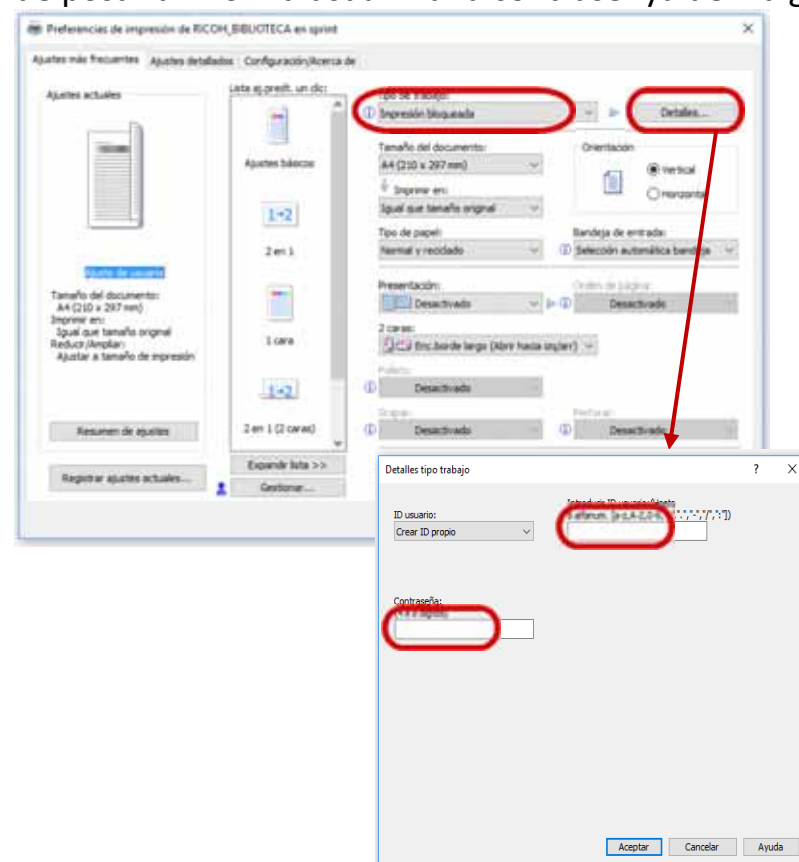 Preferencias de impresión de RICOH_BIBLIOTECA en sprint
Ajustes más frecuentes Ajustes detallados Configuración/Acerca de
Ajustes actuales
Ajuste de usuario
Tamaño del documento:
A4 (210 x 297 mm)
Imprimir en:
Igual que tamaño original
Reducir/Ampliar:
Ajustar a tamaño de impresión
Resumen de ajustes
Registrar ajustes actuales...
Lista aj.predt. un clic:
Ajustes básicos
2 en 1
1 cara
2 en 1 (2 caras)
Expandir lista >>
Gestionar...
Tipo de trabajo:
Impresión bloqueada
Detalles...
Tamaño del documento:
A4 (210 x 297 mm)
Imprimir en:
Igual que tamaño original
Orientación
Vertical
Horizontal
Tipo de papel:
Normal y reciclado
Bandeja de entrada:
Selección automática bandeja
Presentación:
Desactivado
Orden de página:
Desactivado
2 caras:
Enc.borde largo (Abrir hacia izq/arr)
Folleto:
Desactivado
Grapar:
Desactivado
Perforar:
Desactivado
Detalles tipo trabajo
ID usuario:
Crear ID propio
Introducir ID usuario:
Contraseña:
Aceptar Cancelar Ayuda